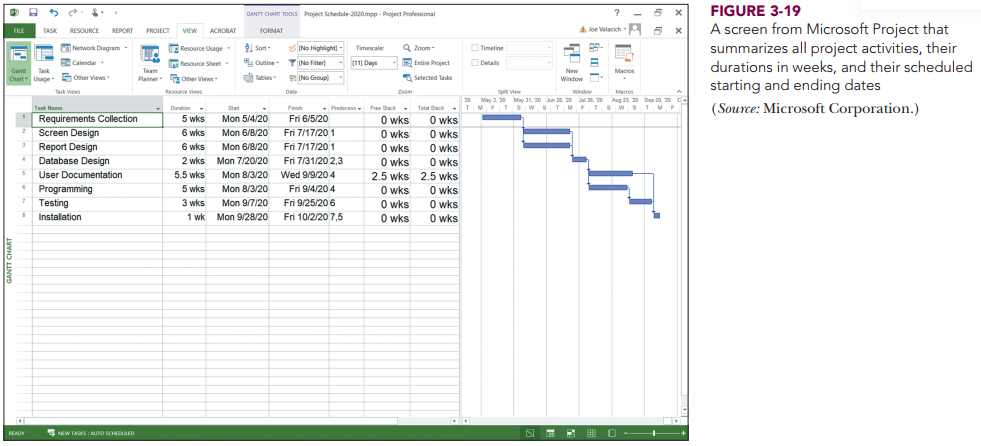 GANTT CHART TOOLS Project Schedule-2020.mpp - Project Professional
FILE TASK RESOURCE REPORT PROJECT VIEW ACROBAT FORMAT Joe Valacich
Gantt Chart
Task Usage
Network Diagram
Calendar
Other Views
Task Views
Team Planner
Resource Usage
Resource Sheet
Other Views
Resource Views
Sort
Outline
Tables
[No Highlight]
[No Filter]
[No Group]
Data
Timescale:
[11] Days
Zoom
Entire Project
Selected Tasks
Zoom
Timeline
Details
Split View
New Window
Window
Macros
Macros
Task Name Duration Start Finish Predecess Free Slack Total Slack
'20 May 3, '20 May 31, '20 Jun 28, '20 Jul 26, '20 Aug 23, '20 Sep 20, '20
T M F T S W S T M F T S W S T M F
1 Requirements Collection 5 wks Mon 5/4/20 Fri 6/5/20 0 wks 0 wks
2 Screen Design 6 wks Mon 6/8/20 Fri 7/17/20 1 0 wks 0 wks
3 Report Design 6 wks Mon 6/8/20 Fri 7/17/20 1 0 wks 0 wks
4 Database Design 2 wks Mon 7/20/20 Fri 7/31/20 2,3 0 wks 0 wks
5 User Documentation 5.5 wks Mon 8/3/20 Wed 9/9/20 4 2.5 wks 2.5 wks
6 Programming 5 wks Mon 8/3/20 Fri 9/4/20 4 0 wks 0 wks
7 Testing 3 wks Mon 9/7/20 Fri 9/25/20 6 0 wks 0 wks
8 Installation 1 wk Mon 9/28/20 Fri 10/2/20 7,5 0 wks 0 wks
GANTT CHART
READY NEW TASKS : AUTO SCHEDULED
FIGURE 3-19
A screen from Microsoft Project that
summarizes all project activities, their
durations in weeks, and their scheduled
starting and ending dates
(Source: Microsoft Corporation.)